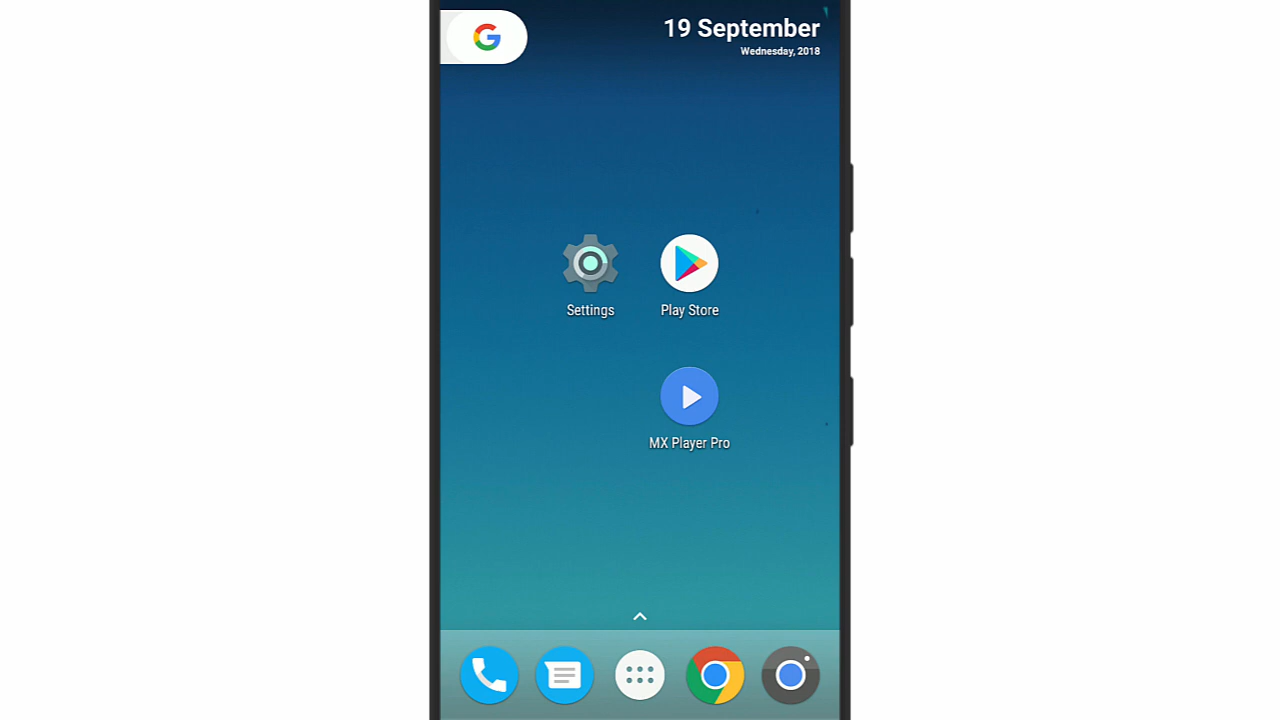 19 September
Wednesday, 2018
Settings
Play Store
MX Player Pro